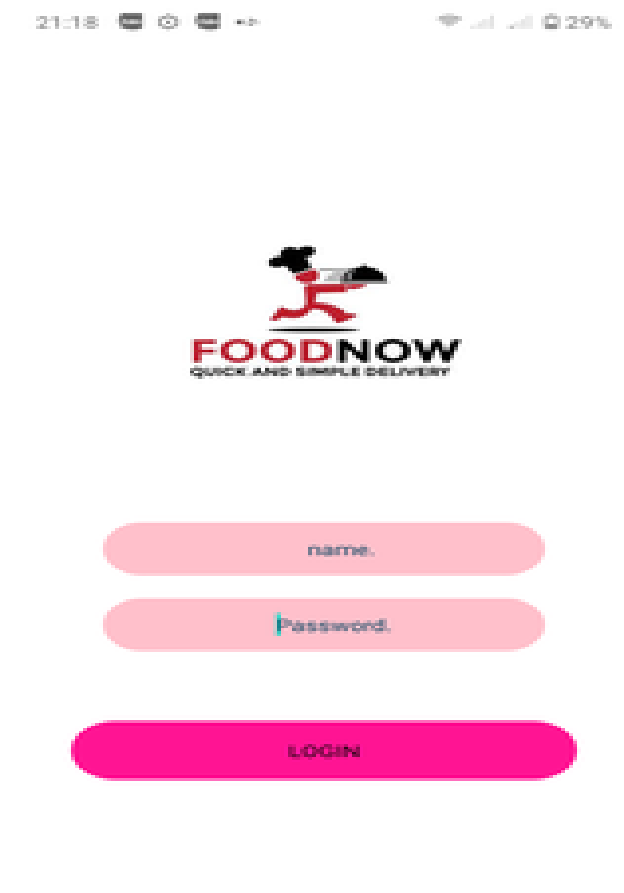 21:18 29%
FOODNOW
QUICK AND SIMPLE DELIVERY
name.
Password.
LOGIN